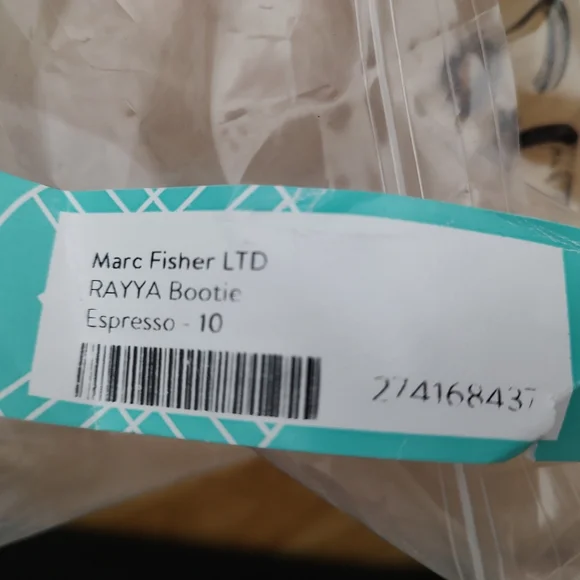 Marc Fisher LTD
RAYYA Bootie
Espresso - 10
274168437